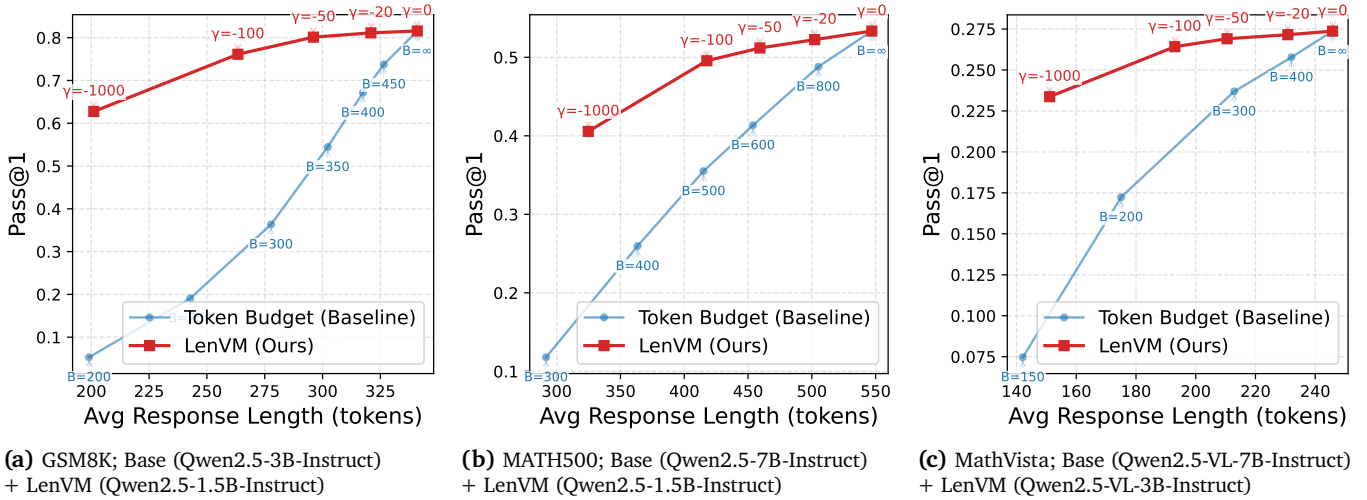 Pass@1
0.8
0.7
0.6
0.5
0.4
0.3
0.2
0.1
200
225
250
275
300
325
Avg Response Length (tokens)
γ=-1000
γ=-100
γ=-50
γ=-20
γ=0
B=∞
B=450
B=400
B=350
B=300
B=200
Token Budget (Baseline)
LenVM (Ours)
(a) GSM8K; Base (Qwen2.5-3B-Instruct)
+ LenVM (Qwen2.5-1.5B-Instruct)
Pass@1
0.5
0.4
0.3
0.2
0.1
300
350
400
450
500
550
Avg Response Length (tokens)
γ=-1000
γ=-100
γ=-50
γ=-20
γ=0
B=∞
B=800
B=600
B=500
B=400
B=300
Token Budget (Baseline)
LenVM (Ours)
(b) MATH500; Base (Qwen2.5-7B-Instruct)
+ LenVM (Qwen2.5-1.5B-Instruct)
Pass@1
0.275
0.250
0.225
0.200
0.175
0.150
0.125
0.100
0.075
140
160
180
200
220
240
Avg Response Length (tokens)
γ=-1000
γ=-100
γ=-50
γ=-20
γ=0
B=∞
B=400
B=300
B=200
B=150
Token Budget (Baseline)
LenVM (Ours)
(c) MathVista; Base (Qwen2.5-VL-7B-Instruct)
+ LenVM (Qwen2.5-VL-3B-Instruct)